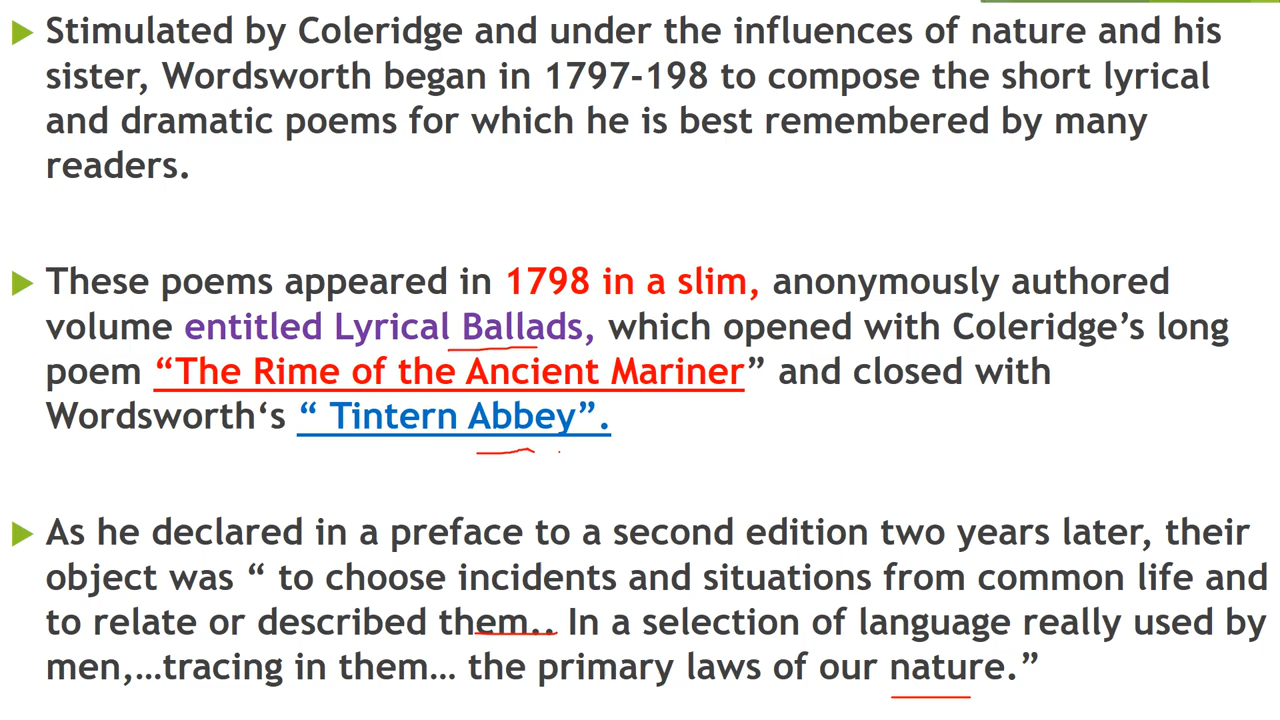 Stimulated by Coleridge and under the influences of nature and his
sister, Wordsworth began in 1797-198 to compose the short lyrical
and dramatic poems for which he is best remembered by many
readers.
These poems appeared in 1798 in a slim, anonymously authored
volume entitled Lyrical Ballads, which opened with Coleridge’s long
poem “The Rime of the Ancient Mariner” and closed with
Wordsworth‘s “ Tintern Abbey”.
As he declared in a preface to a second edition two years later, their
object was “ to choose incidents and situations from common life and
to relate or described them.. In a selection of language really used by
men,…tracing in them… the primary laws of our nature.”